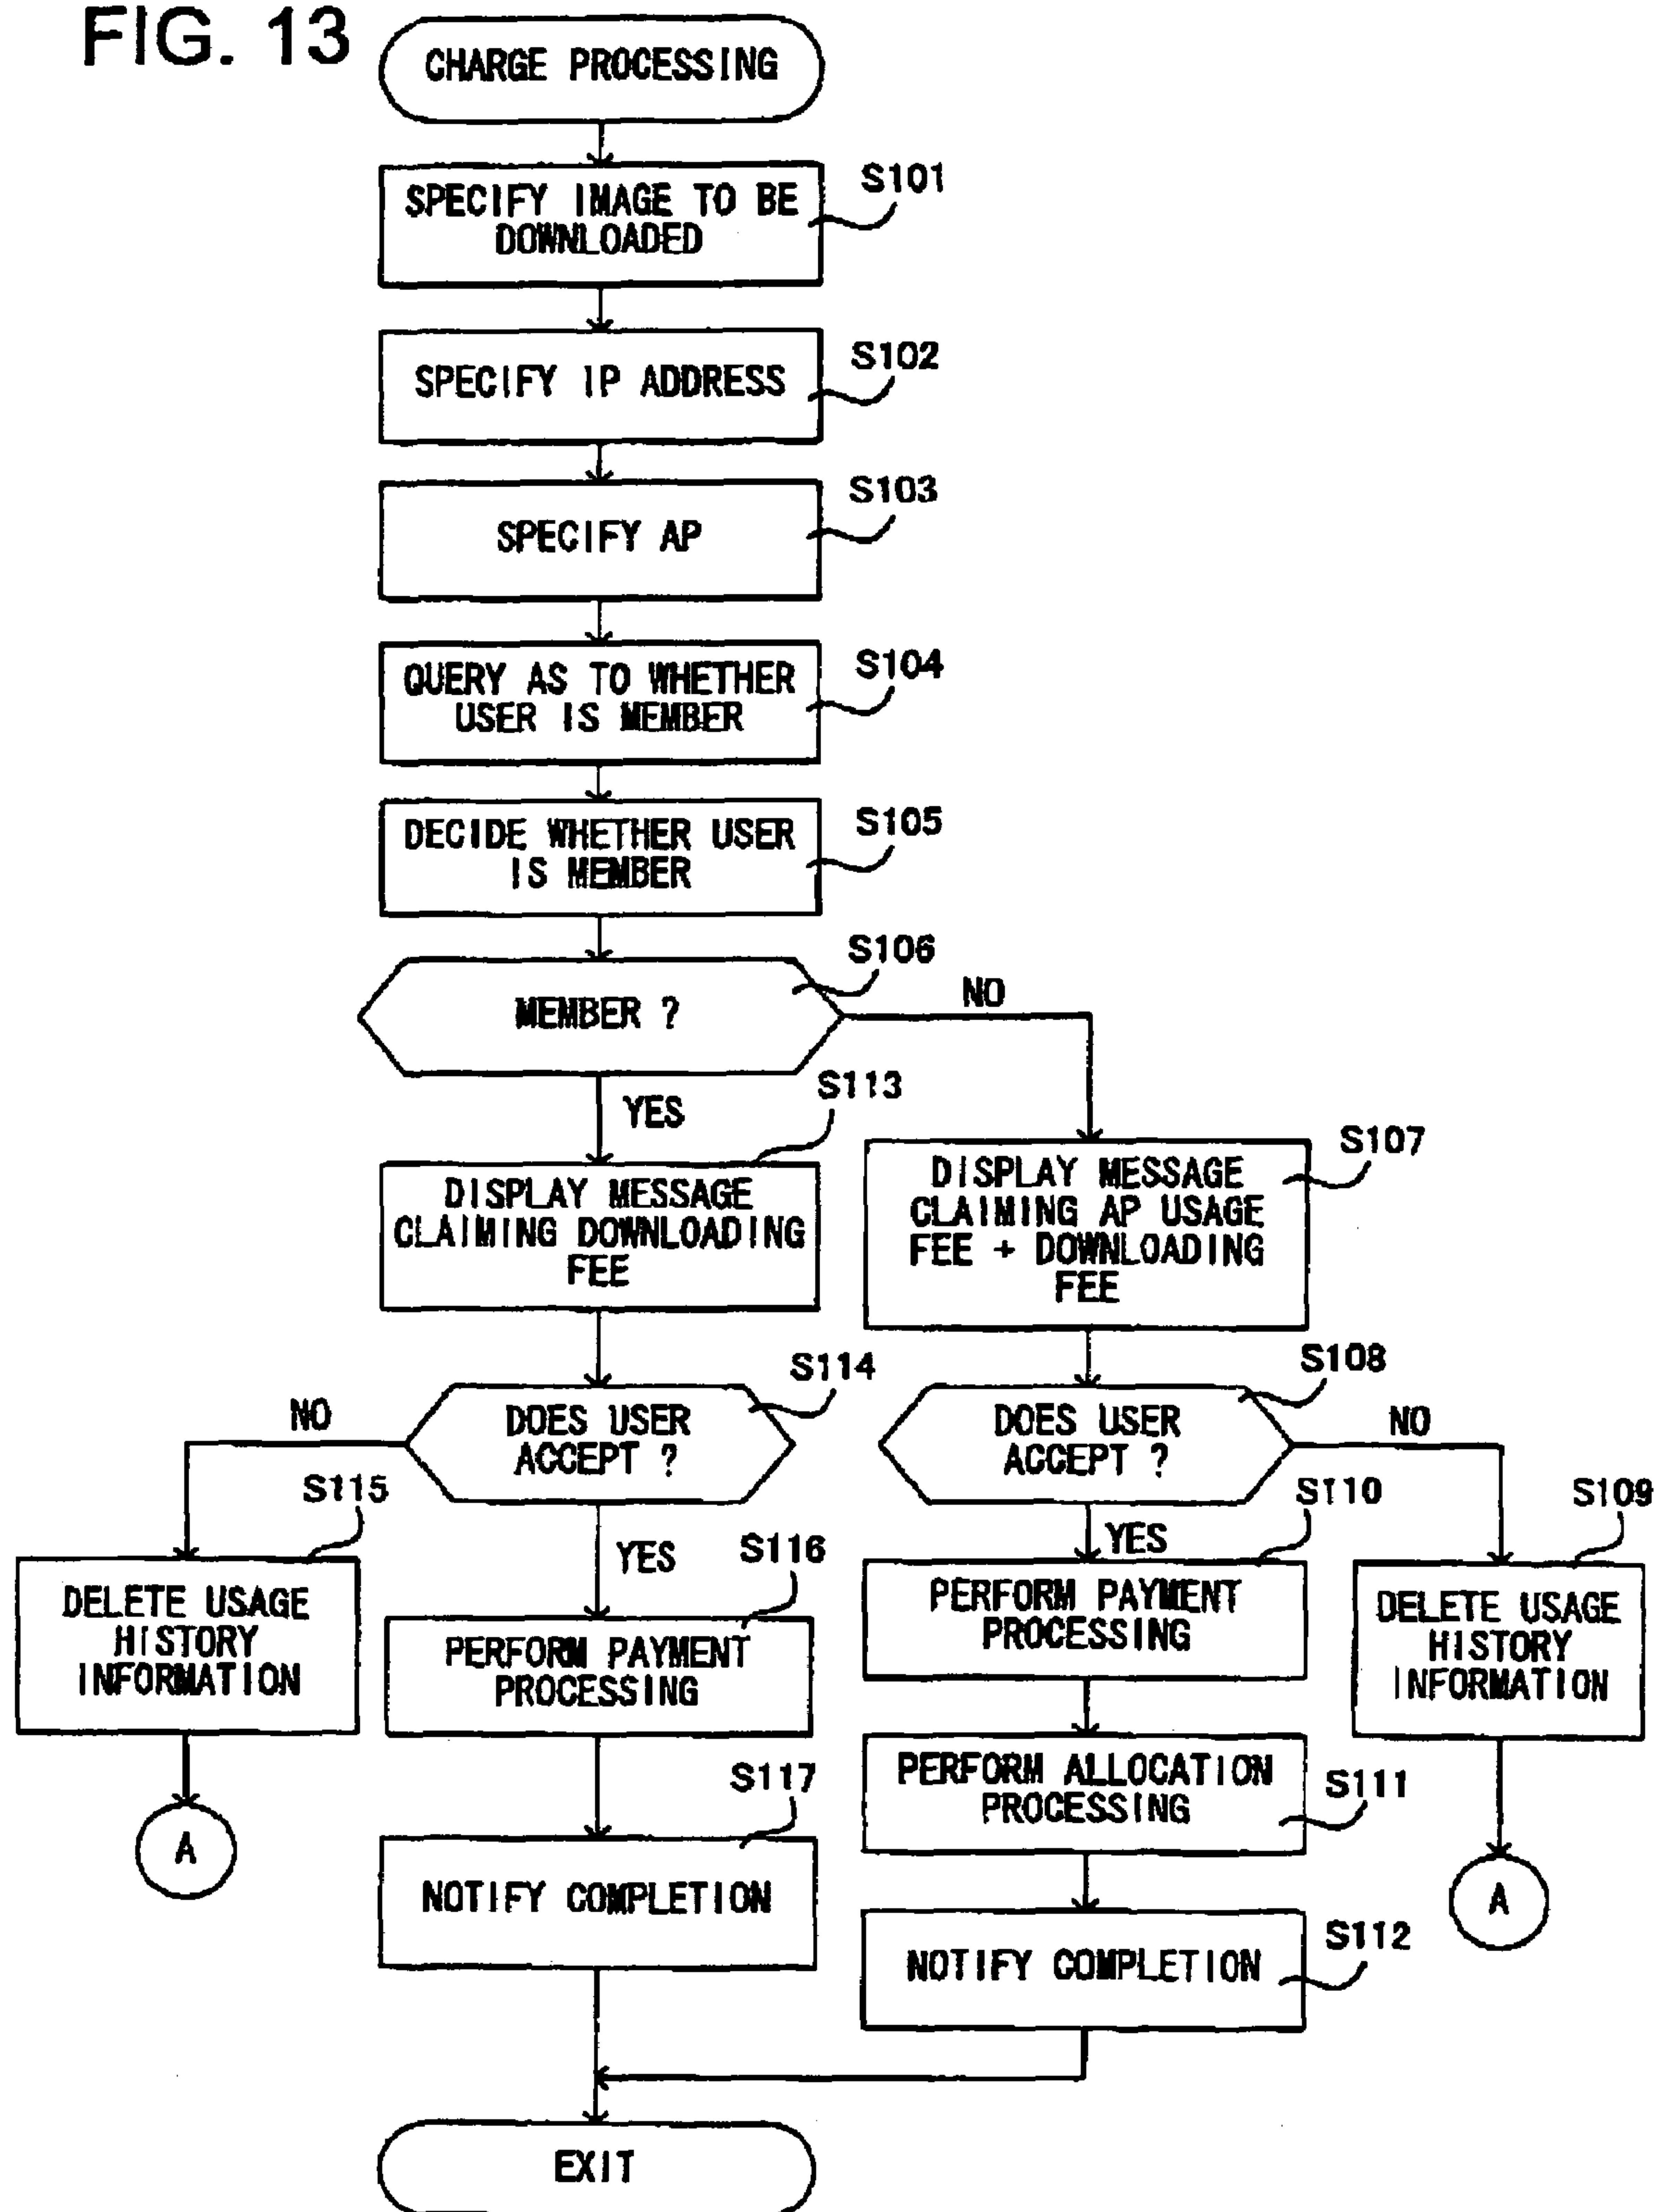 FIG. 13
CHARGE PROCESSING
S101
SPECIFY IMAGE TO BE
DOWNLOADED
S102
SPECIFY IP ADDRESS
S103
SPECIFY AP
S104
QUERY AS TO WHETHER
USER IS MEMBER
S105
DECIDE WHETHER USER
IS MEMBER
S106
MEMBER ?
NO
YES
S113
DISPLAY MESSAGE
CLAIMING DOWNLOADING
FEE
S107
DISPLAY MESSAGE
CLAIMING AP USAGE
FEE + DOWNLOADING
FEE
S114
DOES USER
ACCEPT ?
NO
YES
S108
DOES USER
ACCEPT ?
NO
YES
S115
DELETE USAGE
HISTORY
INFORMATION
A
S116
PERFORM PAYMENT
PROCESSING
S117
NOTIFY COMPLETION
S110
PERFORM PAYMENT
PROCESSING
S111
PERFORM ALLOCATION
PROCESSING
S112
NOTIFY COMPLETION
S109
DELETE USAGE
HISTORY
INFORMATION
A
EXIT